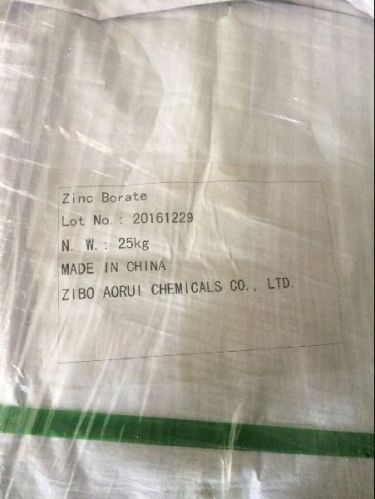 Zinc Borate
Lot No.: 20161229
N. W.: 25kg
MADE IN CHINA
ZIBO AORUI CHEMICALS CO., LTD.